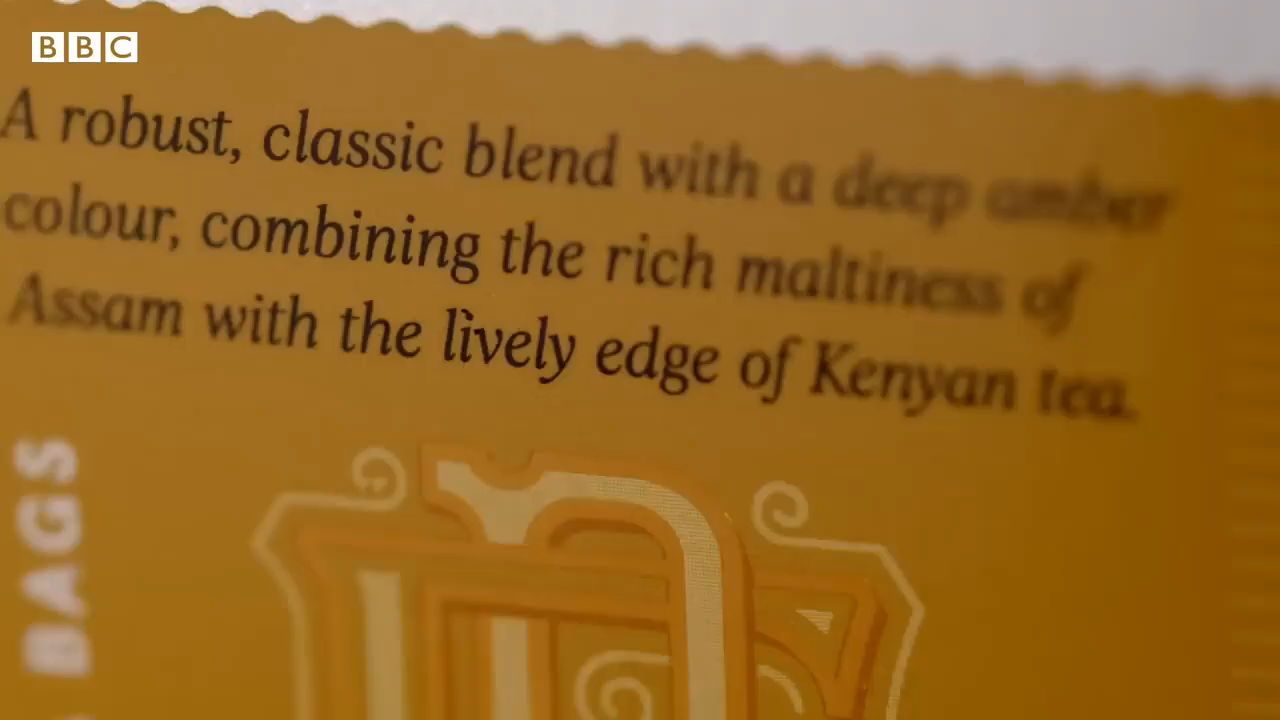 BBC
A robust, classic blend with a deep amber
colour, combining the rich maltiness of
Assam with the lively edge of Kenyan tea.
BAGS